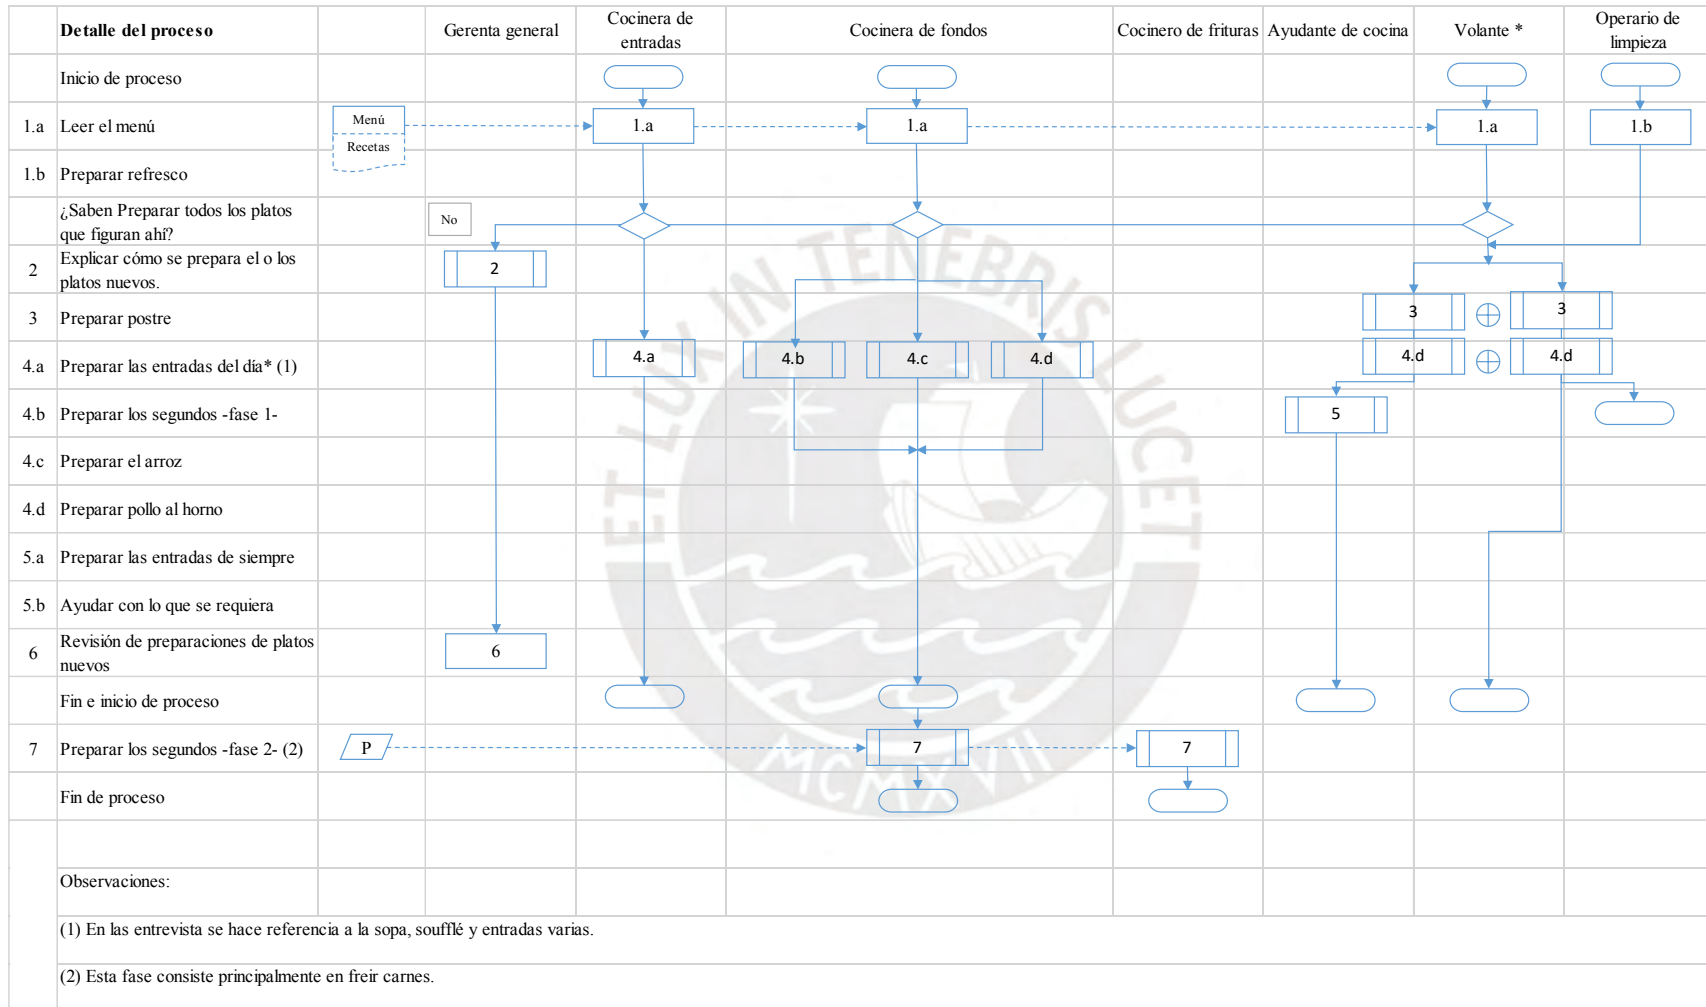 Detalle del proceso
Gerenta general
Cocinera de
entradas
Cocinera de fondos
Cocinero de frituras
Ayudante de cocina
Volante *
Operario de
limpieza
Inicio de proceso
1.a Leer el menú
Menú
Recetas
1.a
1.a
1.a
1.b
1.b Preparar refresco
¿Saben Preparar todos los platos
que figuran ahí?
No
2 Explicar cómo se prepara el o los
platos nuevos.
2
3 Preparar postre
3
3
4.a Preparar las entradas del día* (1)
4.a
4.b
4.c
4.d
4.d
4.d
4.b Preparar los segundos -fase 1-
5
4.c Preparar el arroz
4.d Preparar pollo al horno
5.a Preparar las entradas de siempre
5.b Ayudar con lo que se requiera
6 Revisión de preparaciones de platos
nuevos
6
Fin e inicio de proceso
7 Preparar los segundos -fase 2- (2)
P
7
7
Fin de proceso
Observaciones:
(1) En las entrevista se hace referencia a la sopa, soufflé y entradas varias.
(2) Esta fase consiste principalmente en freir carnes.
ET LUX IN TENEBRIS LUCET
MCMXVII